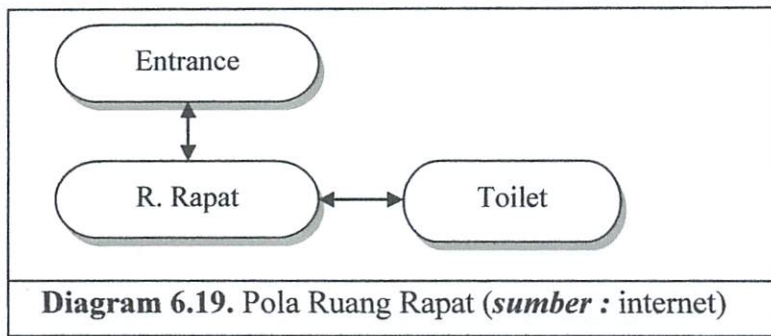 Entrance
R. Rapat
Toilet
Diagram 6.19. Pola Ruang Rapat (sumber : internet)